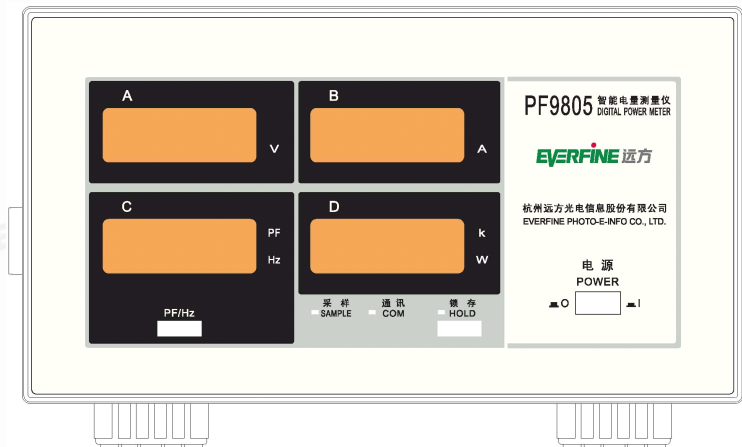 A
V
B
A
C
PF
Hz
PF/Hz
D
k
W
采 样
SAMPLE
通 讯
COM
锁 存
HOLD
PF9805 智能电量测量仪
DIGITAL POWER METER
EVERFINE 远方
杭州远方光电信息股份有限公司
EVERFINE PHOTO-E-INFO CO., LTD.
电 源
POWER
O
I